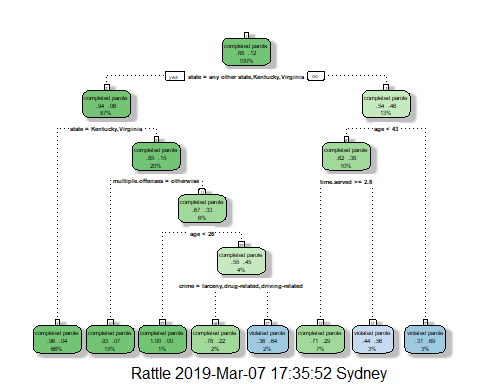 completed parole
.88 .12
100%
yes
state = any other state,Kentucky,Virginia
no
completed parole
.94 .06
87%
completed parole
.54 .46
13%
state = Kentucky,Virginia
age < 43
completed parole
.85 .15
20%
completed parole
.62 .38
10%
multiple.offenses = otherwise
time.served >= 2.6
completed parole
.67 .33
6%
age < 26
completed parole
.55 .45
4%
crime = larceny,drug-related,driving-related
completed parole
.96 .04
66%
completed parole
.93 .07
15%
completed parole
1.00 .00
1%
completed parole
.78 .22
2%
violated parole
.36 .64
2%
completed parole
.71 .29
7%
violated parole
.44 .56
3%
violated parole
.31 .69
3%
Rattle 2019-Mar-07 17:35:52 Sydney